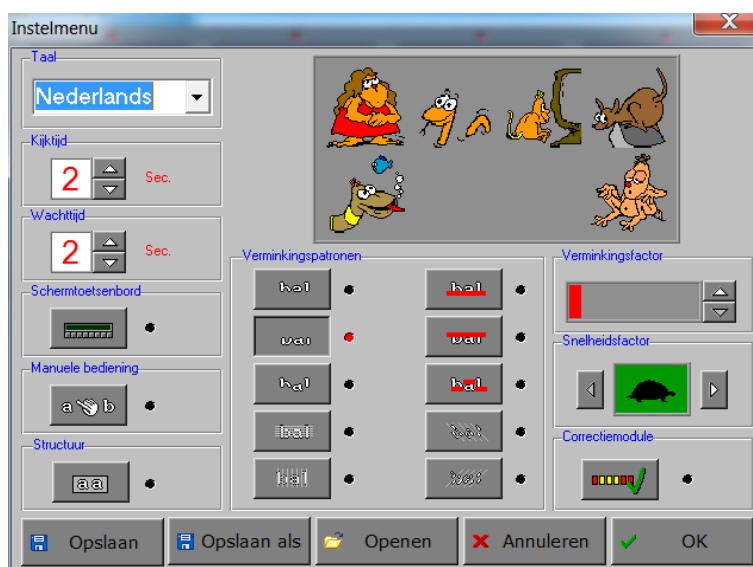 Instelmenu
Taal
Nederlands
Kijktijd
2 Sec.
Wachttijd
2 Sec.
Schermtoetsenbord
Manuele bediening
a b
Structuur
aa
Verminkingspatronen
bal bal
bal
bal bal
bal
bal
Verminkingsfactor
Snelheidsfactor
Correctiemodule
Opslaan Opslaan als Openen Annuleren OK